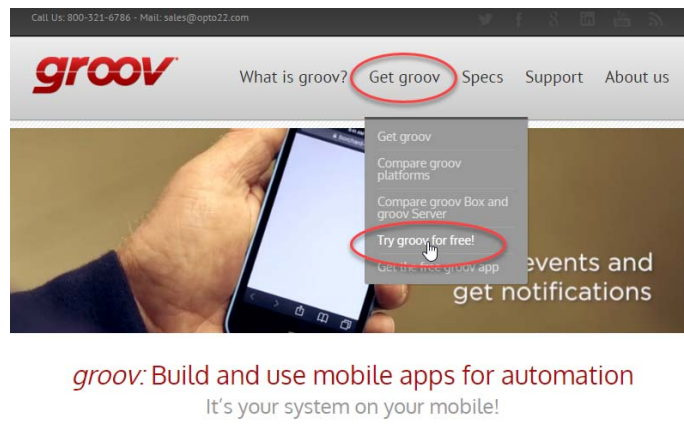 Call Us: 800-321-6786 - Mail: sales@opto22.com
groov
What is groov?
Get groov
Specs
Support
About us
Get groov
Compare groov
platforms
Compare groov Box and
groov Server
Try groov for free!
Get the free groov app
events and
get notifications
groov: Build and use mobile apps for automation
It's your system on your mobile!